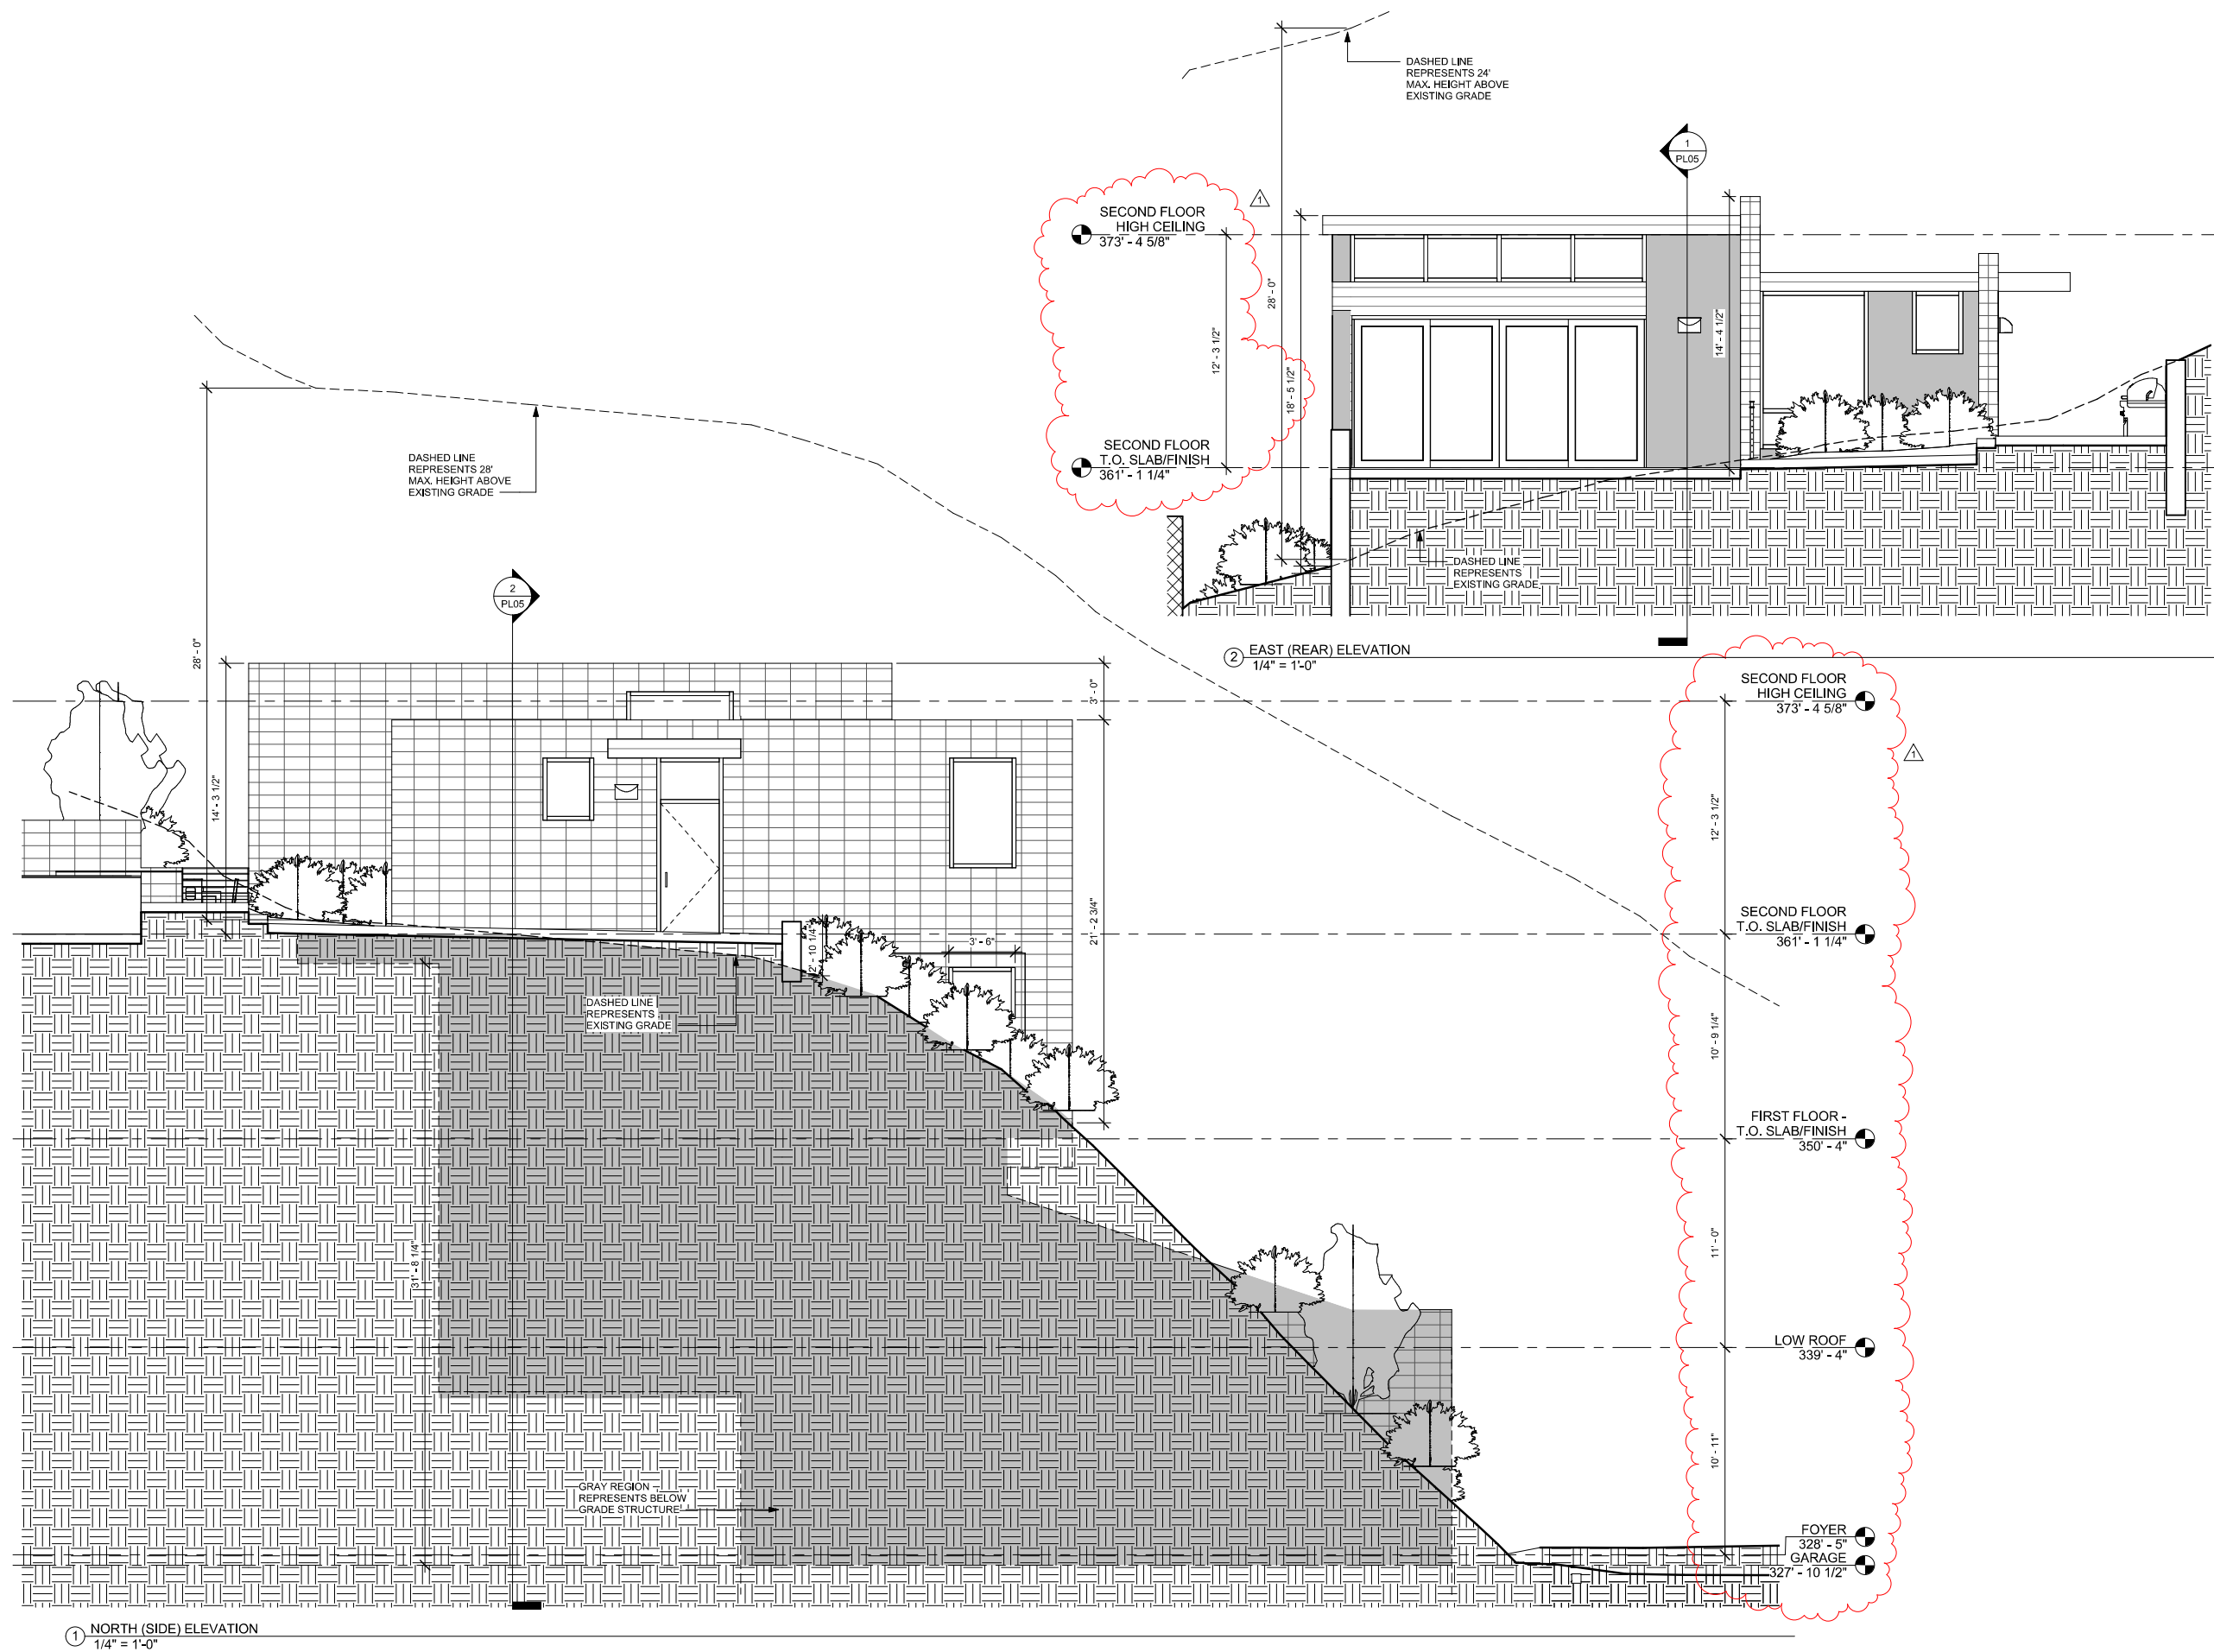 DASHED LINE
REPRESENTS 24'
MAX. HEIGHT ABOVE
EXISTING GRADE
1
PL05
1
SECOND FLOOR
HIGH CEILING
373' - 4 5/8"
28' - 0"
12' - 3 1/2"
18' - 5 1/2"
14' - 4 1/2"
SECOND FLOOR
T.O. SLAB/FINISH
361' - 1 1/4"
DASHED LINE
REPRESENTS
EXISTING GRADE
2 EAST (REAR) ELEVATION
1/4" = 1'-0"
DASHED LINE
REPRESENTS 28'
MAX. HEIGHT ABOVE
EXISTING GRADE
2
PL05
28' - 0"
14' - 3 1/2"
3' - 0"
21' - 2 3/4"
2' - 10 1/4"
3' - 6"
DASHED LINE
REPRESENTS
EXISTING GRADE
31' - 8 1/4"
GRAY REGION
REPRESENTS BELOW
GRADE STRUCTURE
SECOND FLOOR
HIGH CEILING
373' - 4 5/8"
1
12' - 3 1/2"
SECOND FLOOR
T.O. SLAB/FINISH
361' - 1 1/4"
10' - 9 1/4"
FIRST FLOOR -
T.O. SLAB/FINISH
350' - 4"
11' - 0"
LOW ROOF
339' - 4"
10' - 11"
FOYER
328' - 5"
GARAGE
327' - 10 1/2"
1 NORTH (SIDE) ELEVATION
1/4" = 1'-0"